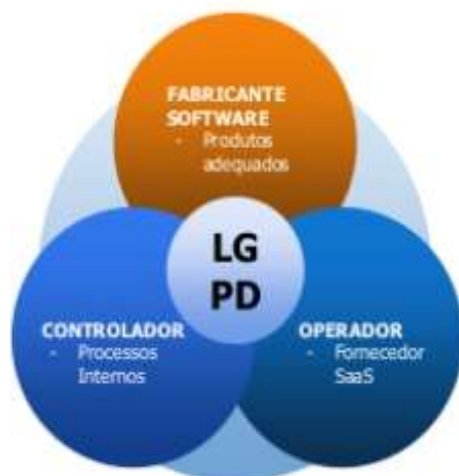 FABRICANTE
SOFTWARE
- Produtos
adequados
LG
PD
CONTROLADOR
- Processos
Internos
OPERADOR
- Fornecedor
SaaS